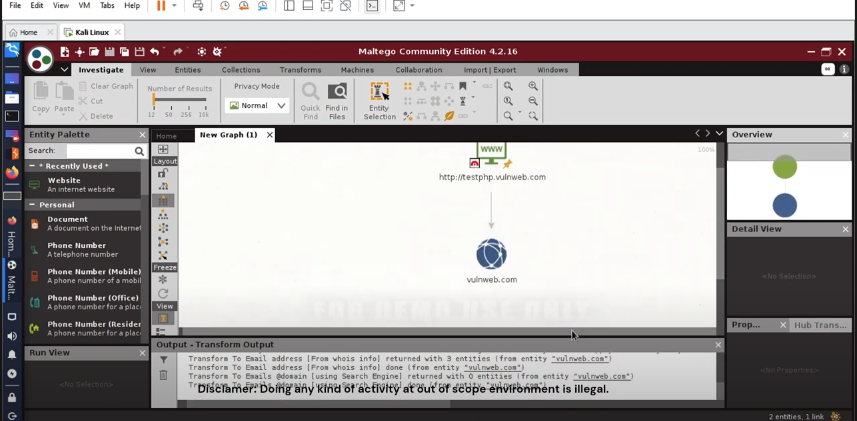 File Edit View VM Tabs Help
Home Kali Linux
Maltego Community Edition 4.2.16
Investigate View Entities Collections Transforms Machines Collaboration Import | Export Windows
Copy Paste Clear Graph Cut Delete
Number of Results
12 50 256 10k
Privacy Mode
Normal
Quick Find
Find in Files
Entity Selection
Entity Palette
Search:
* Recently Used *
Website
An internet website
Personal
Document
A document on the Internet
Phone Number
A telephone number
Phone Number (Mobile)
A phone number of a mobil
Phone Number (Office)
A phone number for a place
Phone Number (Resider
A phone number for a plac
Run View
<No Selection>
Home New Graph (1)
Layout
Freeze
View
100%
WWW
http://testphp.vulnweb.com
vulnweb.com
FOR DEMO USE ONLY
Output - Transform Output
Transform To Email address [From whois info] returned with 3 entities (from entity "vulnweb.com")
Transform To Email address [From whois info] done (from entity "vulnweb.com")
Transform To Emails @domain [using Search Engine] returned with 0 entities (from entity "vulnweb.com")
Transform To Emails @domain [using Search Engine] done (from entity "vulnweb.com")
Disclamer: Doing any kind of activity at out of scope environment is illegal.
Overview
Detail View
<No Selection>
Prop... Hub Trans...
<No Properties>
2 entities, 1 link
Hom...
Malt...